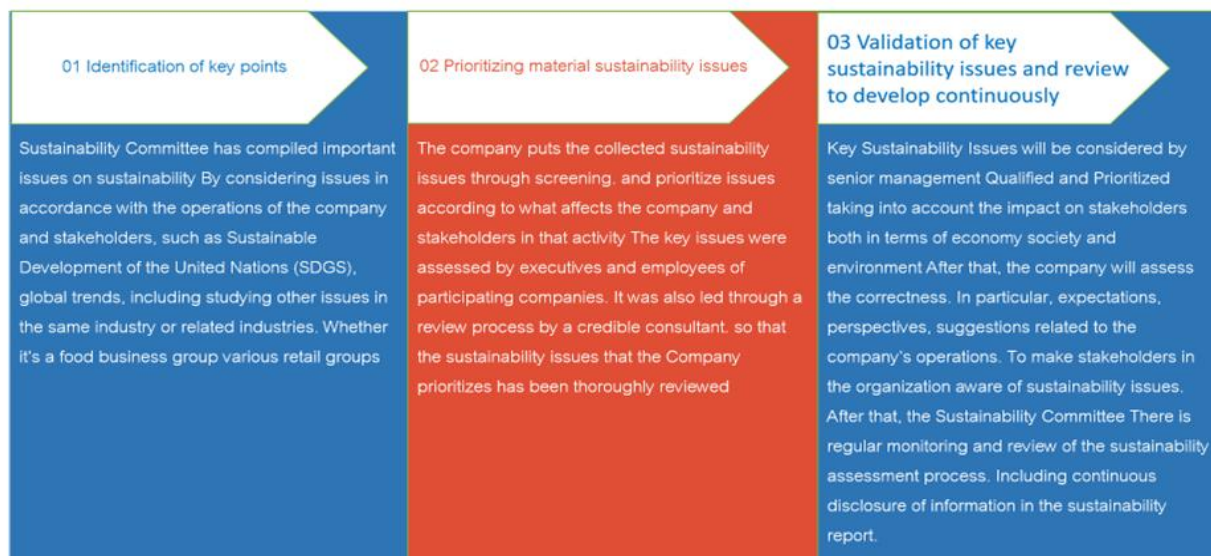 01 Identification of key points
Sustainability Committee has compiled important
issues on sustainability By considering issues in
accordance with the operations of the company
and stakeholders, such as Sustainable
Development of the United Nations (SDGS),
global trends, including studying other issues in
the same industry or related industries. Whether
it's a food business group various retail groups
02 Prioritizing material sustainability issues
The company puts the collected sustainability
issues through screening. and prioritize issues
according to what affects the company and
stakeholders in that activity The key issues were
assessed by executives and employees of
participating companies. It was also led through a
review process by a credible consultant. so that
the sustainability issues that the Company
prioritizes has been thoroughly reviewed
03 Validation of key
sustainability issues and review
to develop continuously
Key Sustainability Issues will be considered by
senior management Qualified and Prioritized
taking into account the impact on stakeholders
both in terms of economy society and
environment After that, the company will assess
the correctness. In particular, expectations,
perspectives, suggestions related to the
company's operations. To make stakeholders in
the organization aware of sustainability issues.
After that, the Sustainability Committee There is
regular monitoring and review of the sustainability
assessment process. Including continuous
disclosure of information in the sustainability
report.